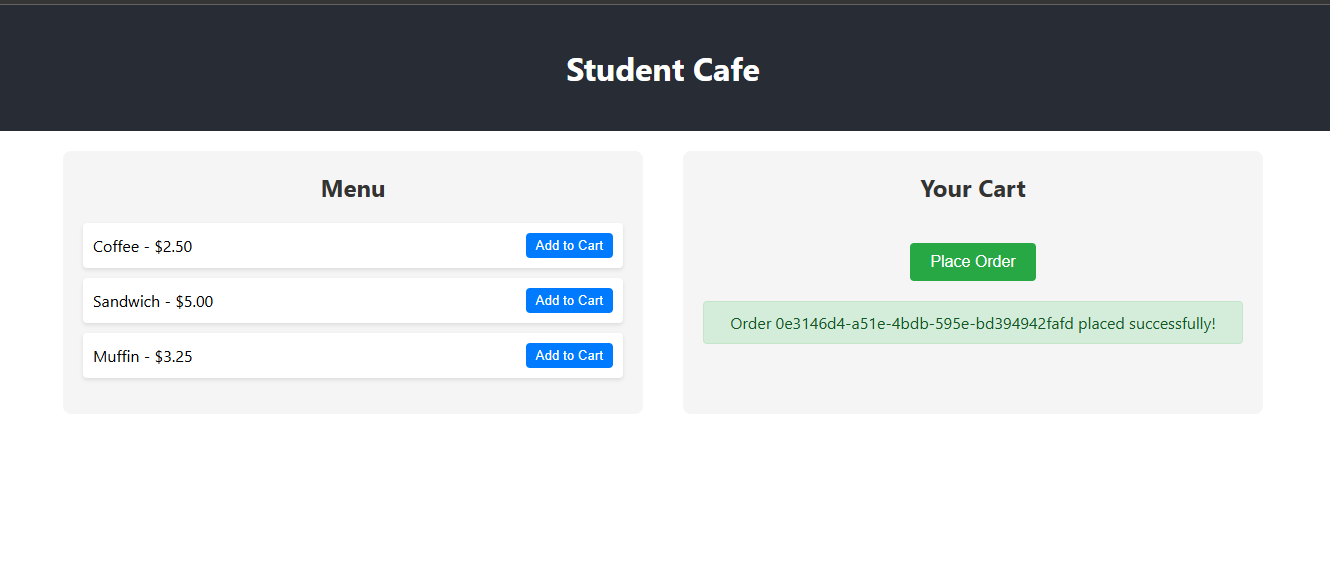 Student Cafe
Menu
Coffee - $2.50
Add to Cart
Sandwich - $5.00
Add to Cart
Muffin - $3.25
Add to Cart
Your Cart
Place Order
Order 0e3146d4-a51e-4bdb-595e-bd394942fafd placed successfully!